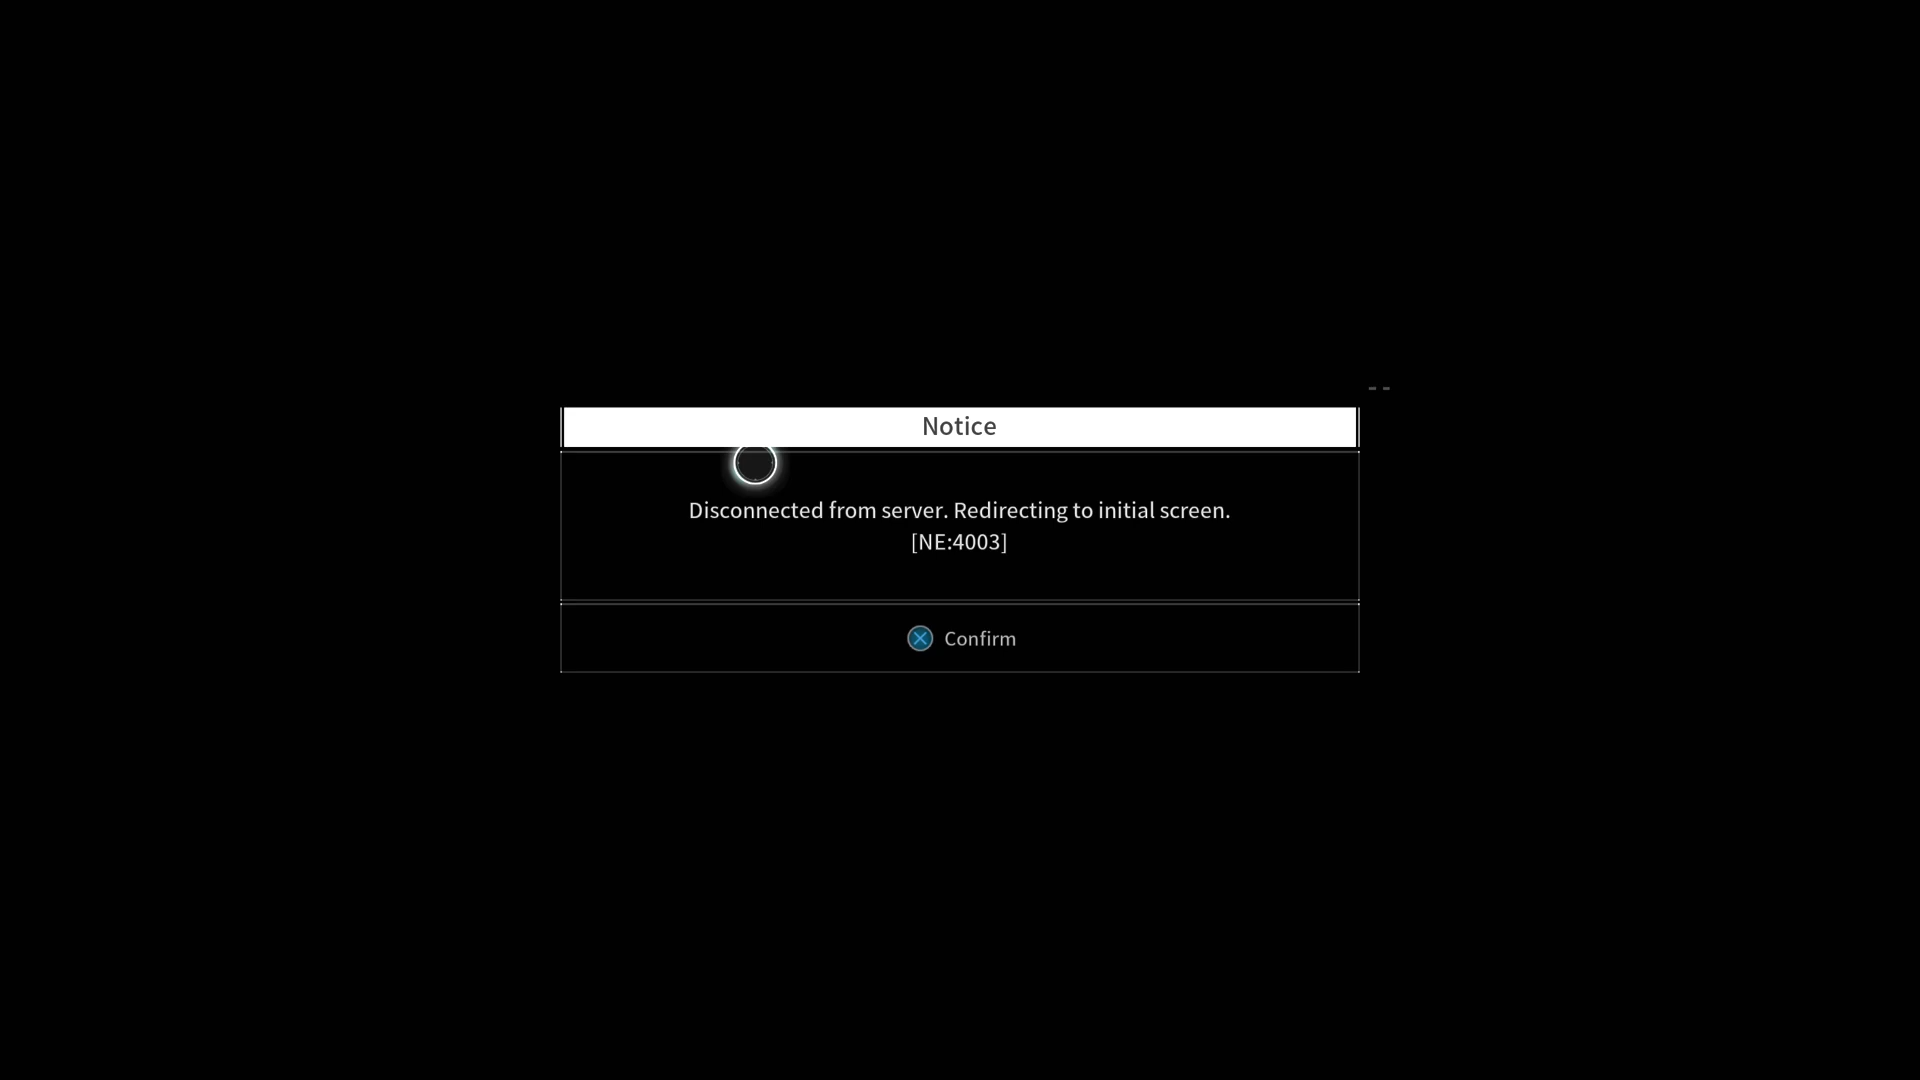 Notice
Disconnected from server. Redirecting to initial screen.
[NE:4003]
Confirm